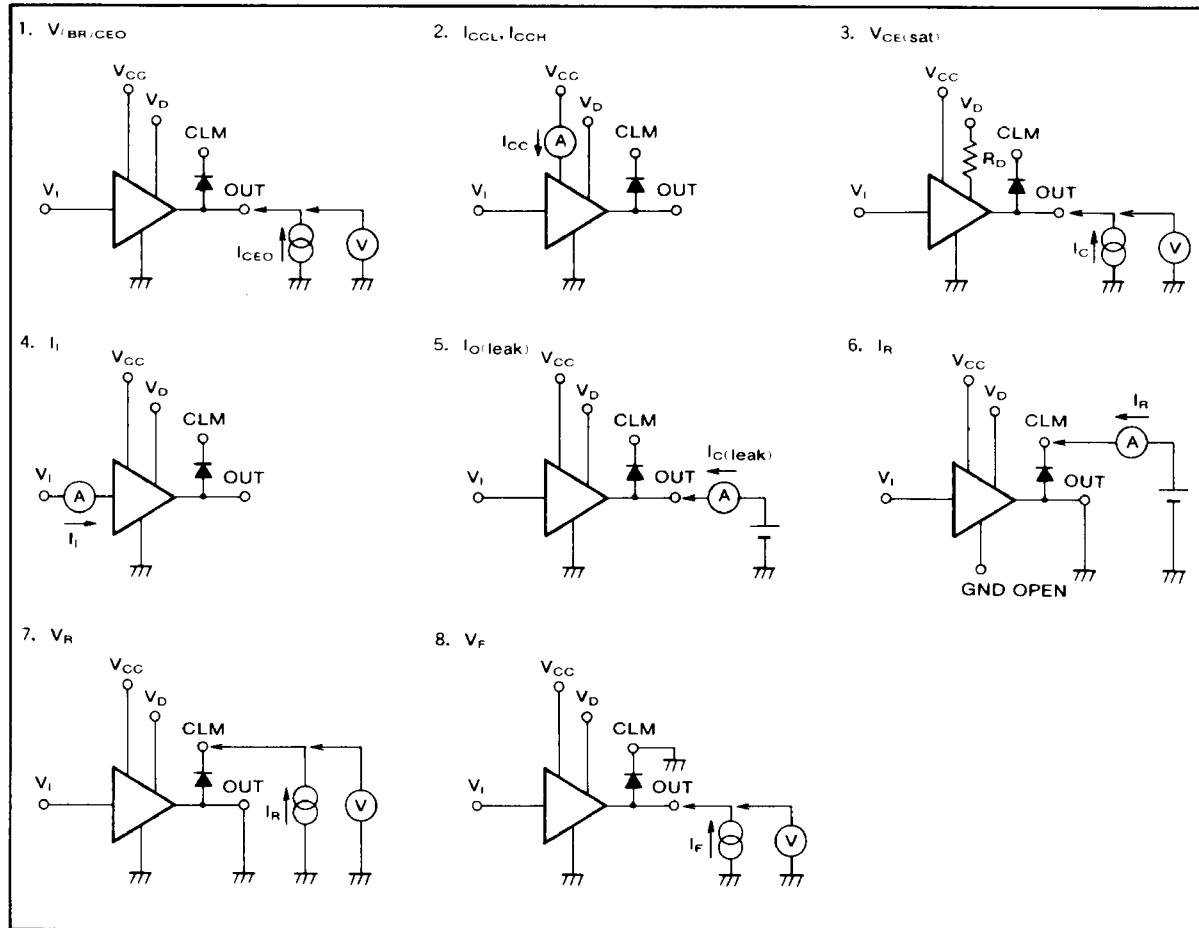 1. V(BR)CEO
VCC
VD
CLM
VI
OUT
ICEO
V
2. ICCL, ICCH
VCC
VD
ICC
A
CLM
VI
OUT
3. VCE(sat)
VCC
VD
RD
CLM
VI
OUT
IC
V
4. II
VCC
VD
CLM
VI
A
OUT
II
5. IO(leak)
VCC
VD
CLM
IC(leak)
VI
OUT
A
6. IR
VCC
VD
IR
CLM
A
VI
OUT
GND OPEN
7. VR
VCC
VD
CLM
VI
OUT
IR
V
8. VF
VCC
VD
CLM
VI
OUT
IF
V